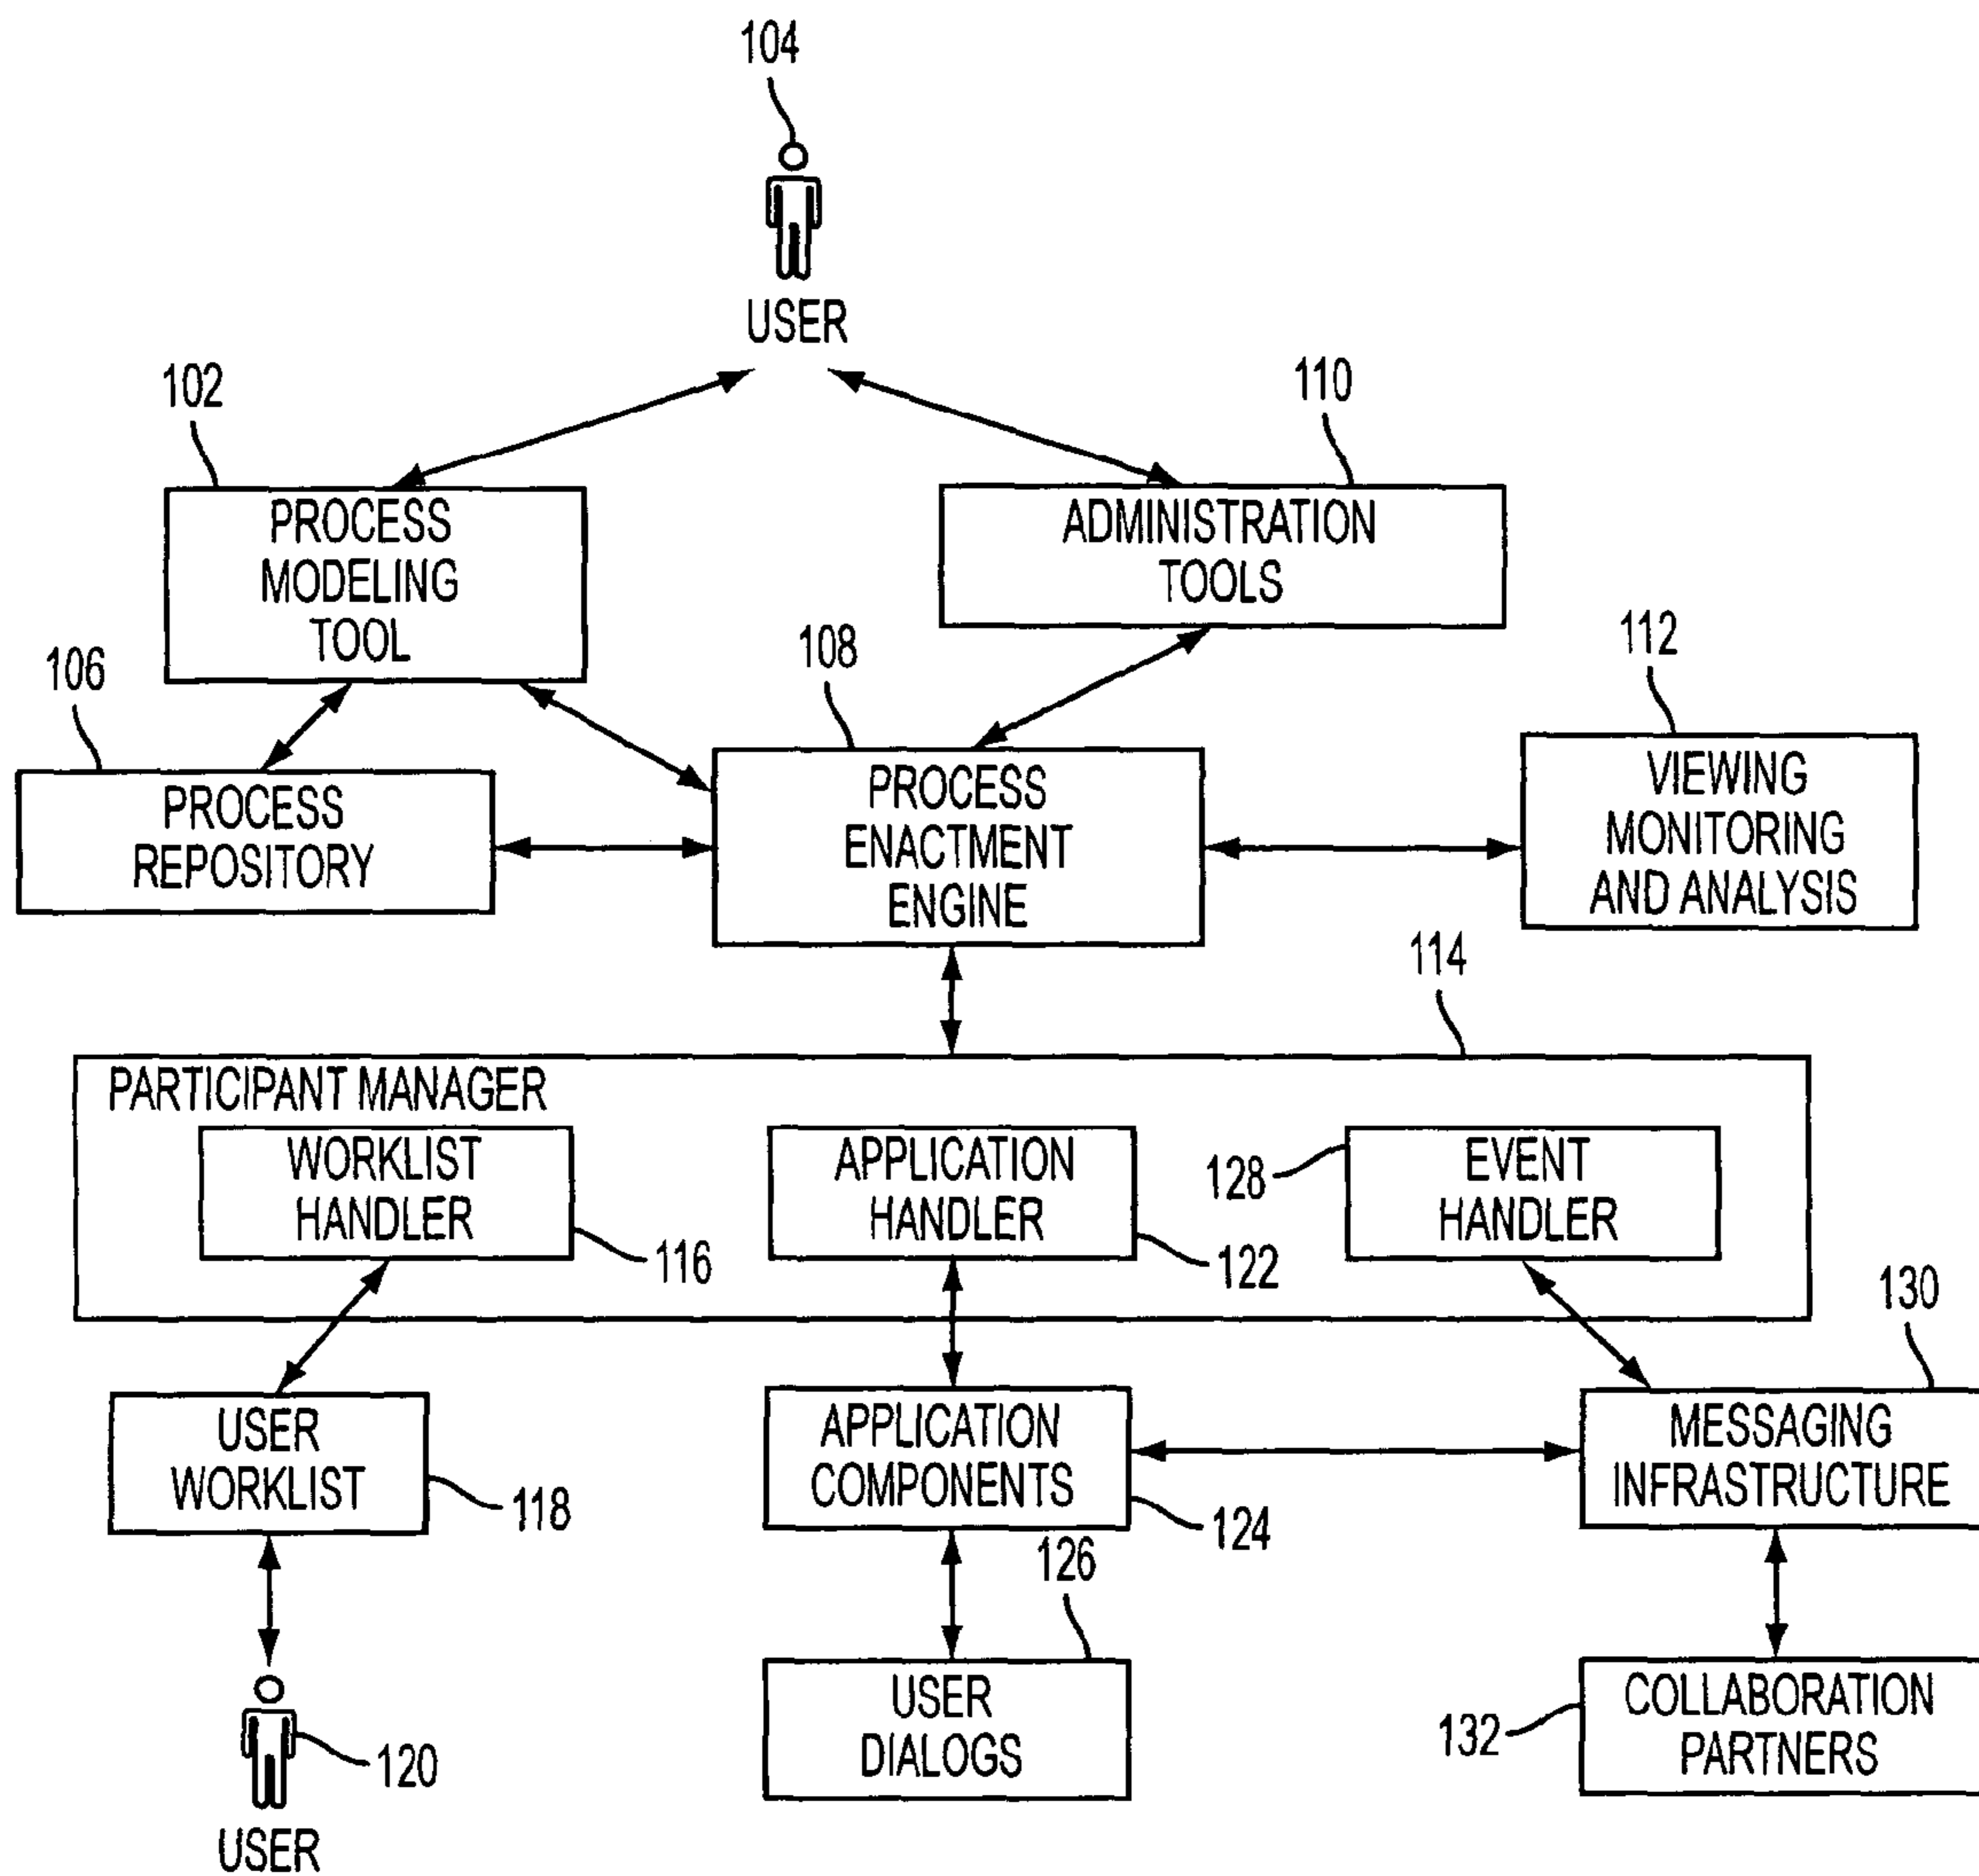 104
USER
102
110
PROCESS
MODELING
TOOL
ADMINISTRATION
TOOLS
106
108
112
PROCESS
REPOSITORY
PROCESS
ENACTMENT
ENGINE
VIEWING
MONITORING
AND ANALYSIS
114
PARTICIPANT MANAGER
WORKLIST
HANDLER
116
APPLICATION
HANDLER
122
128
EVENT
HANDLER
130
USER
WORKLIST
118
APPLICATION
COMPONENTS
124
MESSAGING
INFRASTRUCTURE
126
120
USER
USER
DIALOGS
132
COLLABORATION
PARTNERS